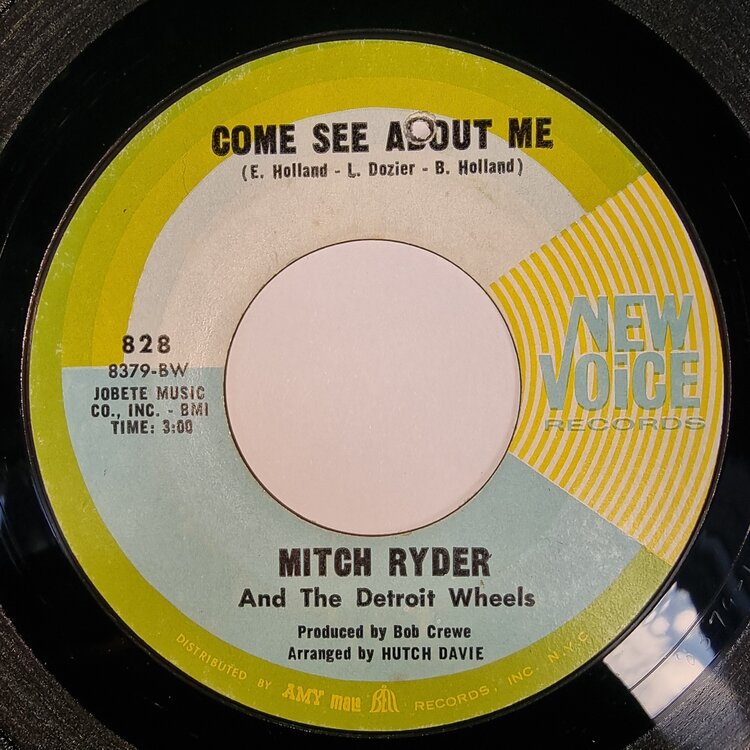 COME SEE ABOUT ME
(E. Holland - L. Dozier - B. Holland)
828
8379-BW
JOBETE MUSIC
CO., INC. - BMI
TIME: 3:00
NEW
VOiCE
RECORDS
MITCH RYDER
And The Detroit Wheels
Produced by Bob Crewe
Arranged by HUTCH DAVIE
DISTRIBUTED BY AMY mala BELL RECORDS, INC. N.Y.C.